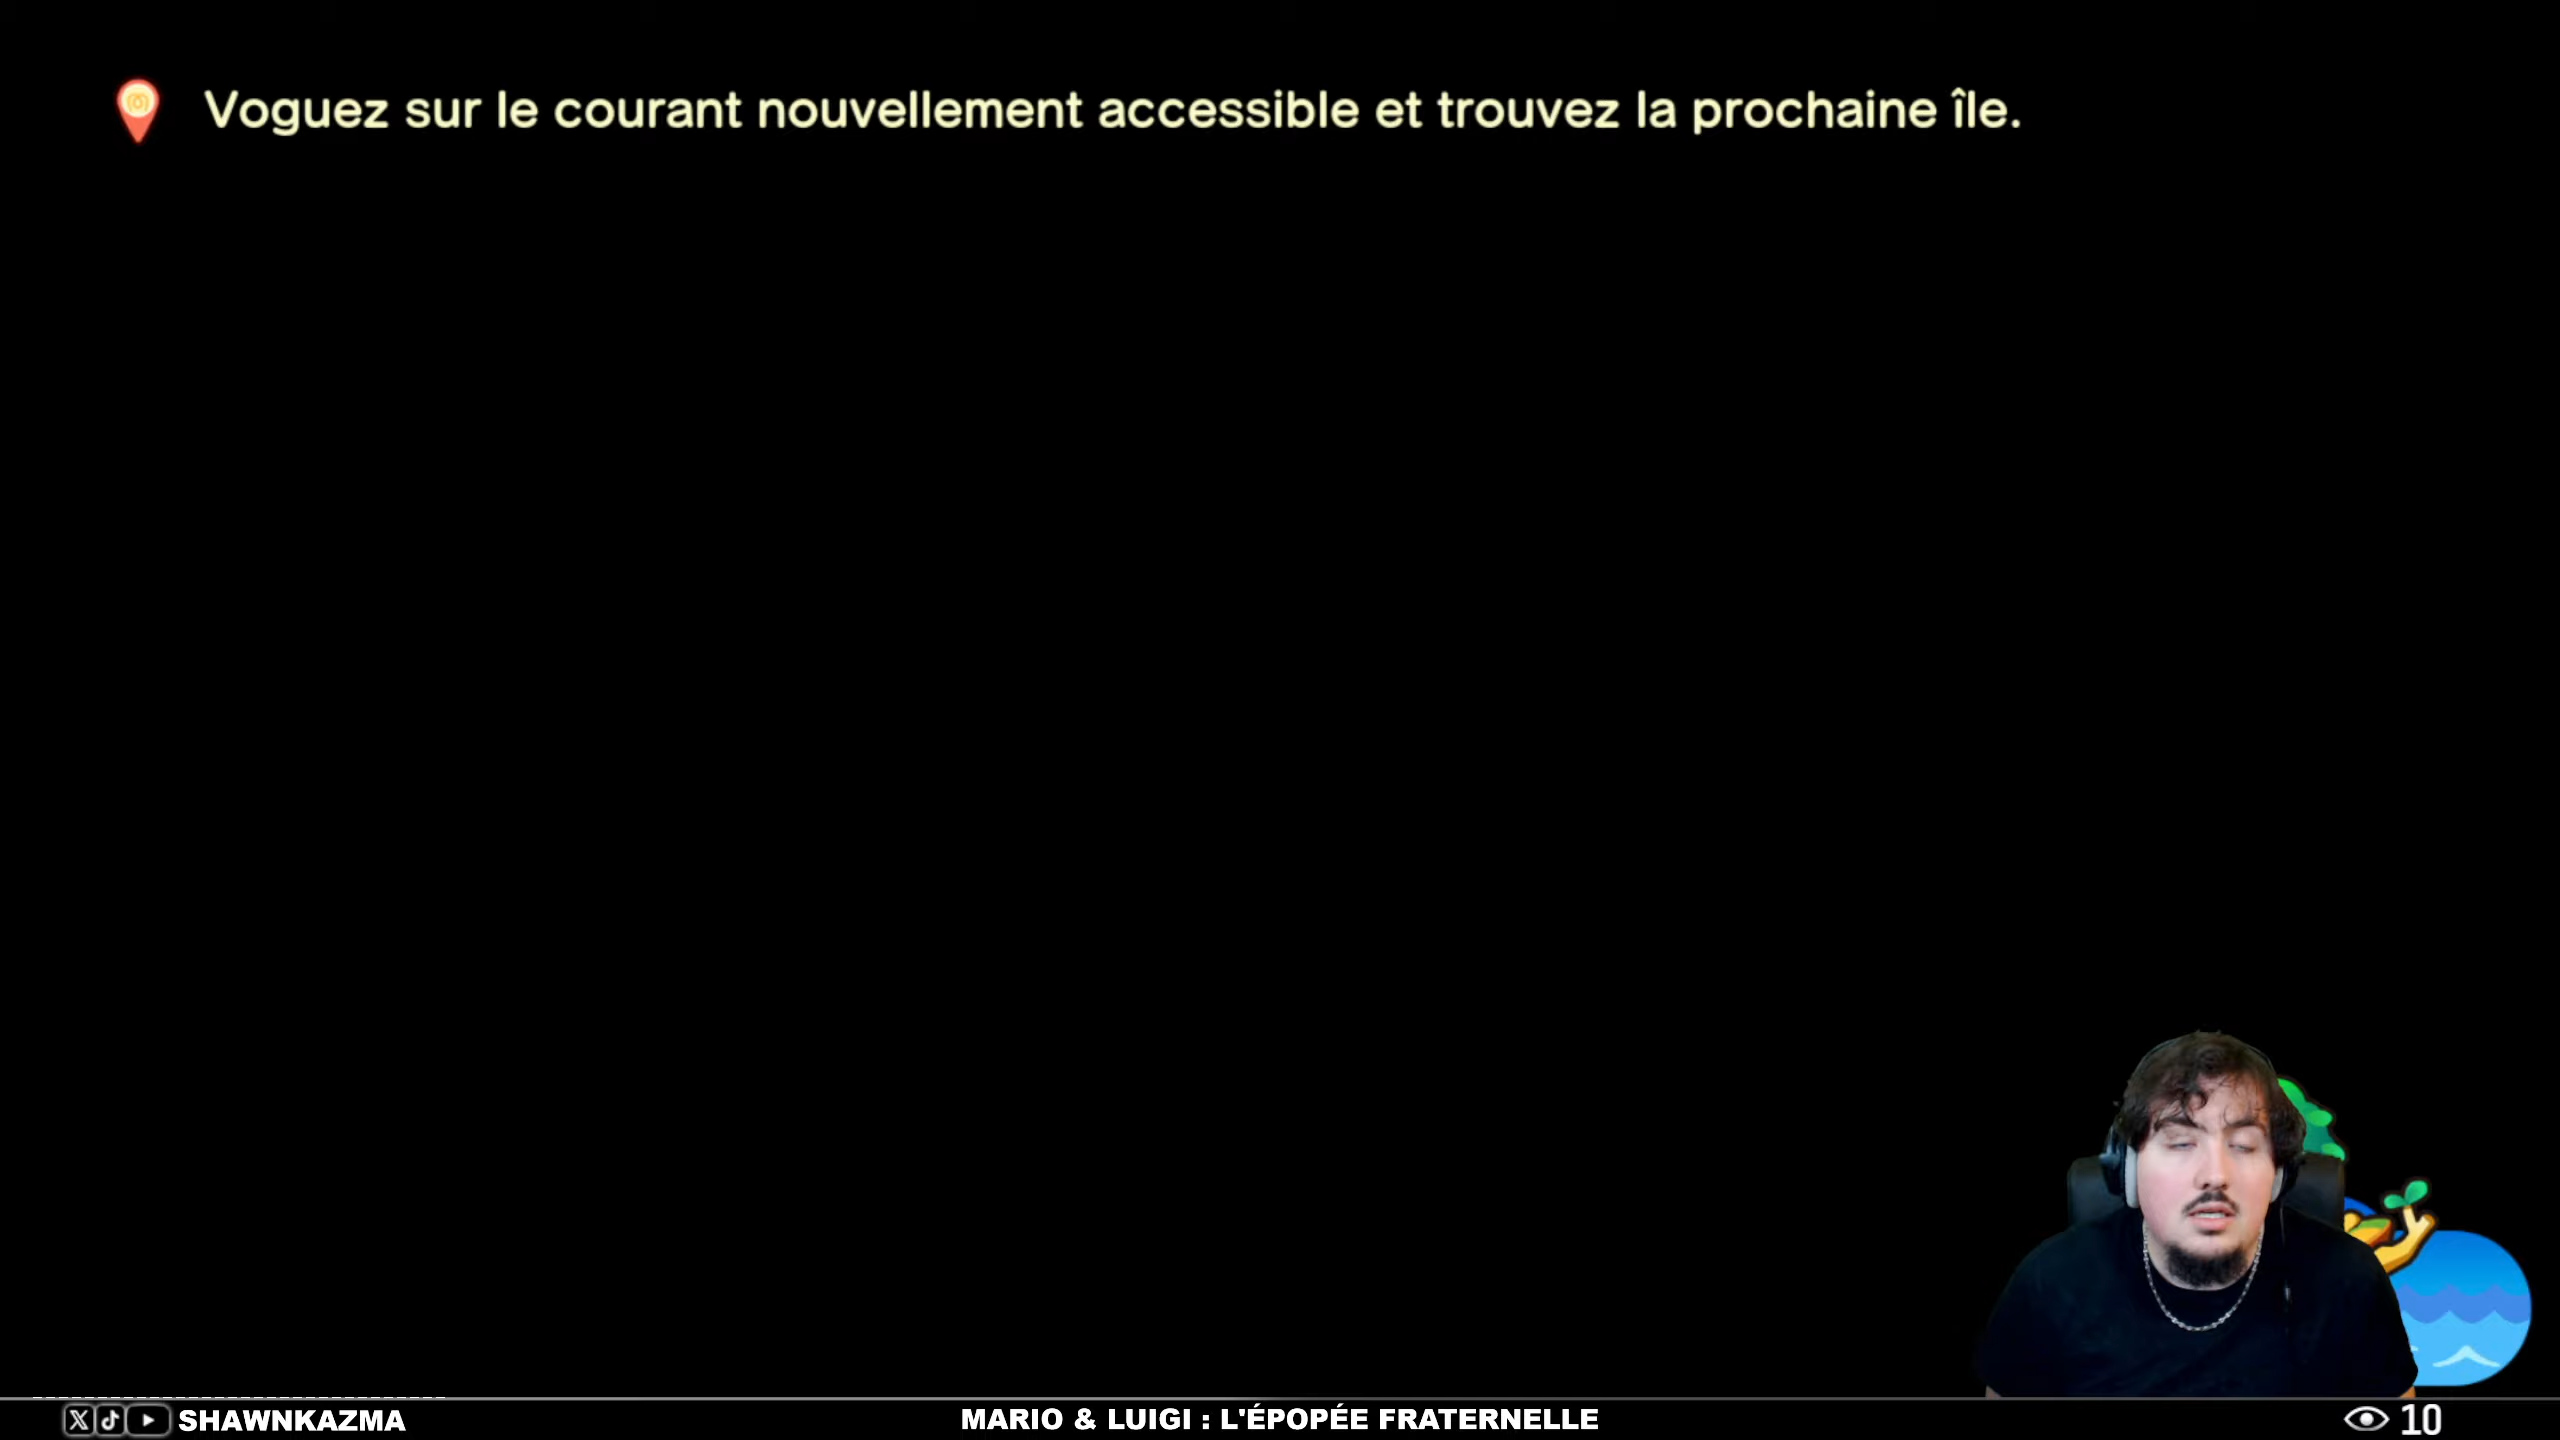 Voguez sur le courant nouvellement accessible et trouvez la prochaine île.
SHAWNKAZMA
MARIO & LUIGI : L'ÉPOPÉE FRATERNELLE
10